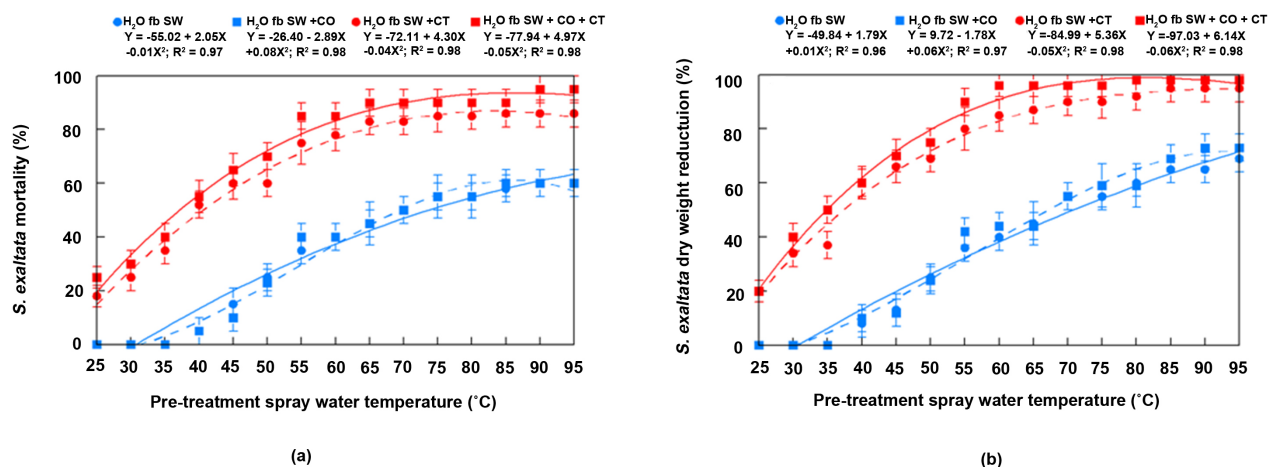 H₂O fb SW H₂O fb SW +CO H₂O fb SW +CT H₂O fb SW + CO + CT
Y = -55.02 + 2.05X Y = -26.40 - 2.89X Y = -72.11 + 4.30X Y = -77.94 + 4.97X
-0.01X²; R² = 0.97 +0.08X²; R² = 0.98 -0.04X²; R² = 0.98 -0.05X²; R² = 0.98
S. exaltata mortality (%)
100
80
60
40
20
0
25 30 35 40 45 50 55 60 65 70 75 80 85 90 95
Pre-treatment spray water temperature (˚C)
(a)
H₂O fb SW H₂O fb SW +CO H₂O fb SW +CT H₂O fb SW + CO + CT
Y = -49.84 + 1.79X Y = 9.72 - 1.78X Y = -84.99 + 5.36X Y = -97.03 + 6.14X
+0.01X²; R² = 0.96 +0.06X²; R² = 0.97 -0.05X²; R² = 0.98 -0.06X²; R² = 0.98
S. exaltata dry weight reductuion (%)
100
80
60
40
20
0
25 30 35 40 45 50 55 60 65 70 75 80 85 90 95
Pre-treatment spray water temperature (˚C)
(b)